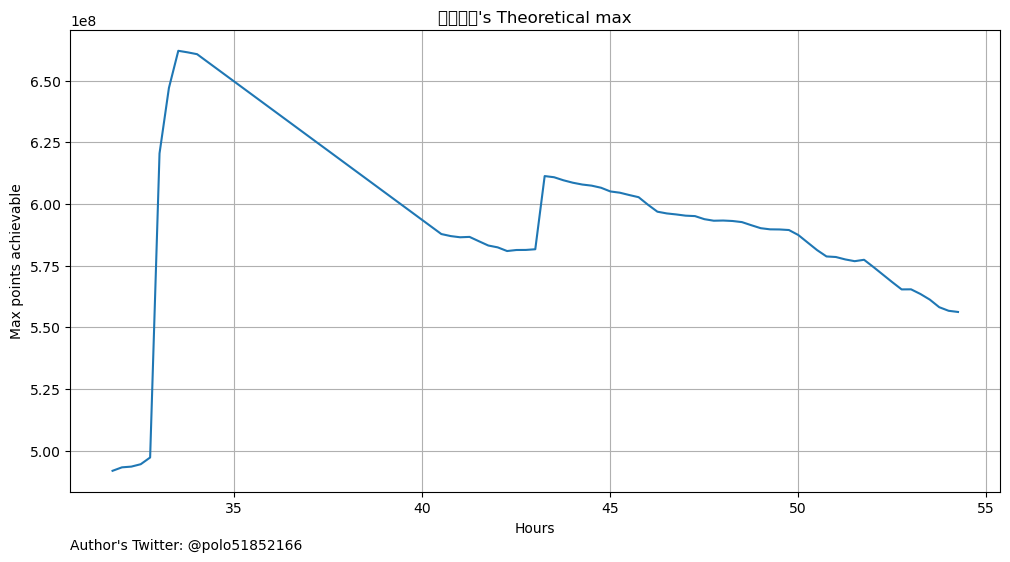 's Theoretical max
1e8
Max points achievable
6.50
6.25
6.00
5.75
5.50
5.25
5.00
35
40
45
50
55
Hours
Author's Twitter: @polo51852166